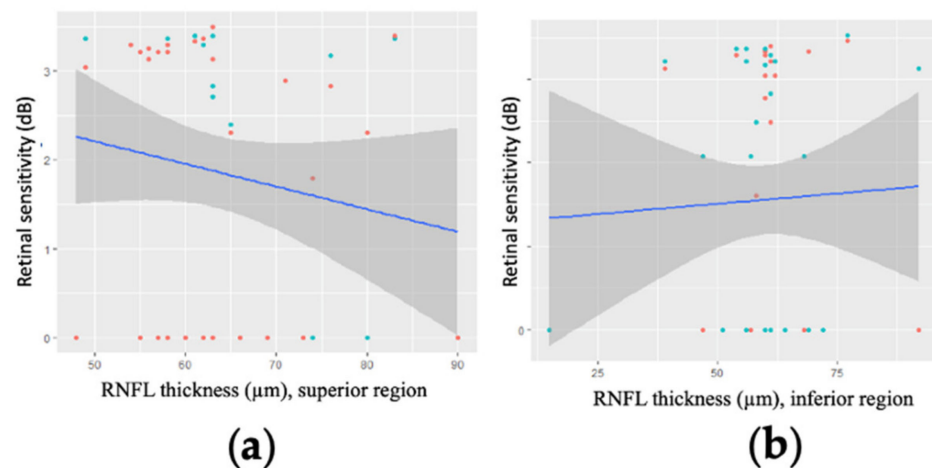 Retinal sensitivity (dB)
3
2
1
0
50
60
70
80
90
RNFL thickness (µm), superior region
(a)
Retinal sensitivity (dB)
0
25
50
75
RNFL thickness (µm), inferior region
(b)